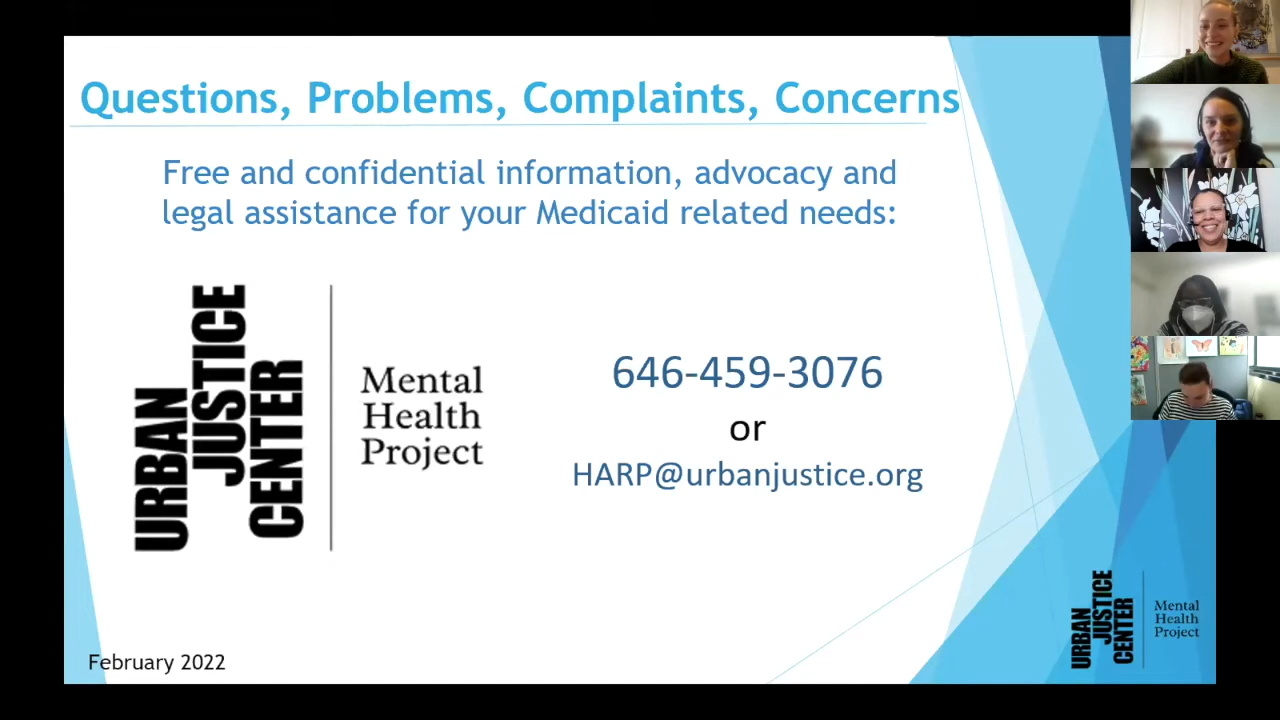 Questions, Problems, Complaints, Concerns
Free and confidential information, advocacy and
legal assistance for your Medicaid related needs:
URBAN
JUSTICE
CENTER
Mental
Health
Project
646-459-3076
or
HARP@urbanjustice.org
February 2022
URBAN
JUSTICE
CENTER
Mental
Health
Project